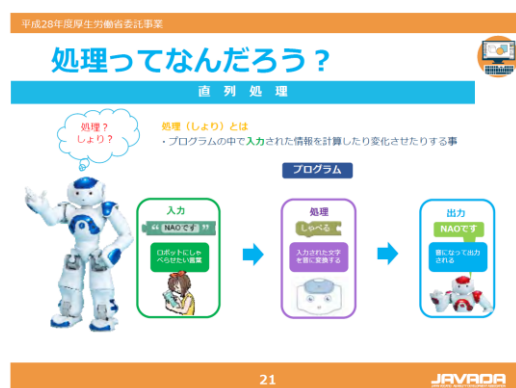 平成28年度厚生労働省委託事業
処理ってなんだろう？
直列処理
処理？
しょり？
処理（しょり）とは
・プログラムの中で入力された情報を計算したり変化させたりする事
プログラム
入力
“ NAOです ”
ロボットにしゃ
べらせたい言葉
処理
しゃべる
入力された文字
を音に変換する
出力
NAOです
音になって出力
される
21
JAVADA